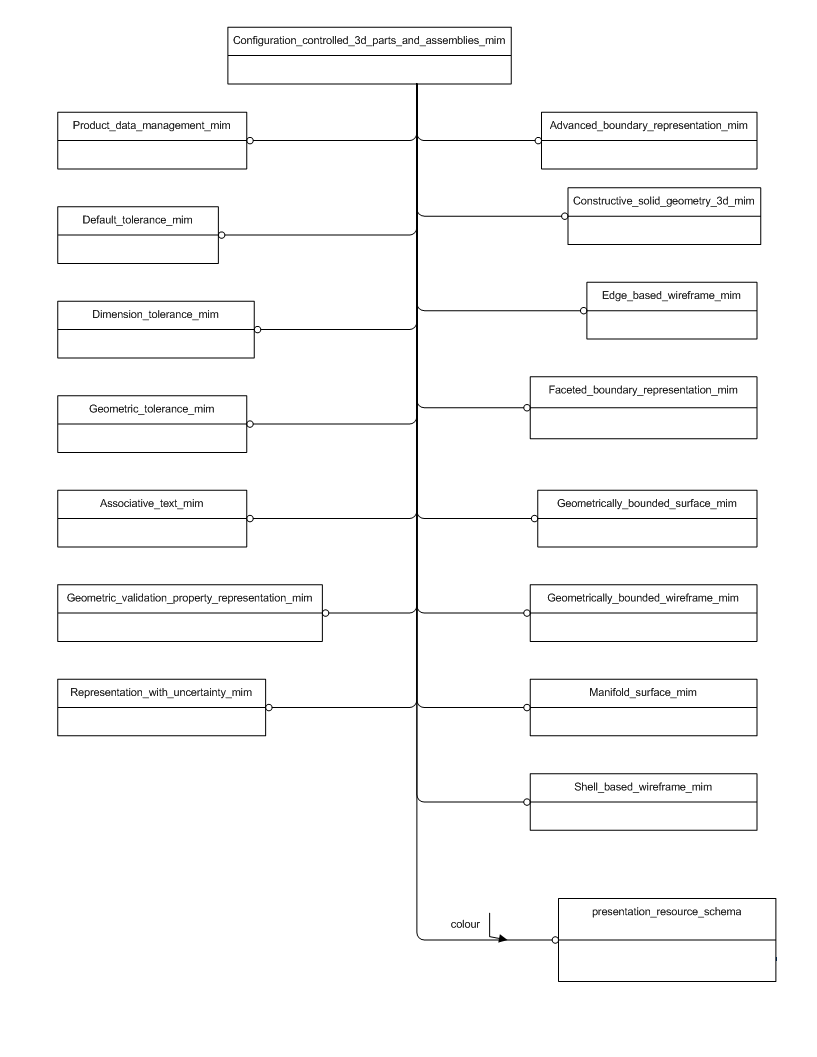 Configuration_controlled_3d_parts_and_assemblies_mim
Product_data_management_mim
Advanced_boundary_representation_mim
Constructive_solid_geometry_3d_mim
Default_tolerance_mim
Edge_based_wireframe_mim
Dimension_tolerance_mim
Faceted_boundary_representation_mim
Geometric_tolerance_mim
Associative_text_mim
Geometrically_bounded_surface_mim
Geometric_validation_property_representation_mim
Geometrically_bounded_wireframe_mim
Representation_with_uncertainty_mim
Manifold_surface_mim
Shell_based_wireframe_mim
presentation_resource_schema
colour